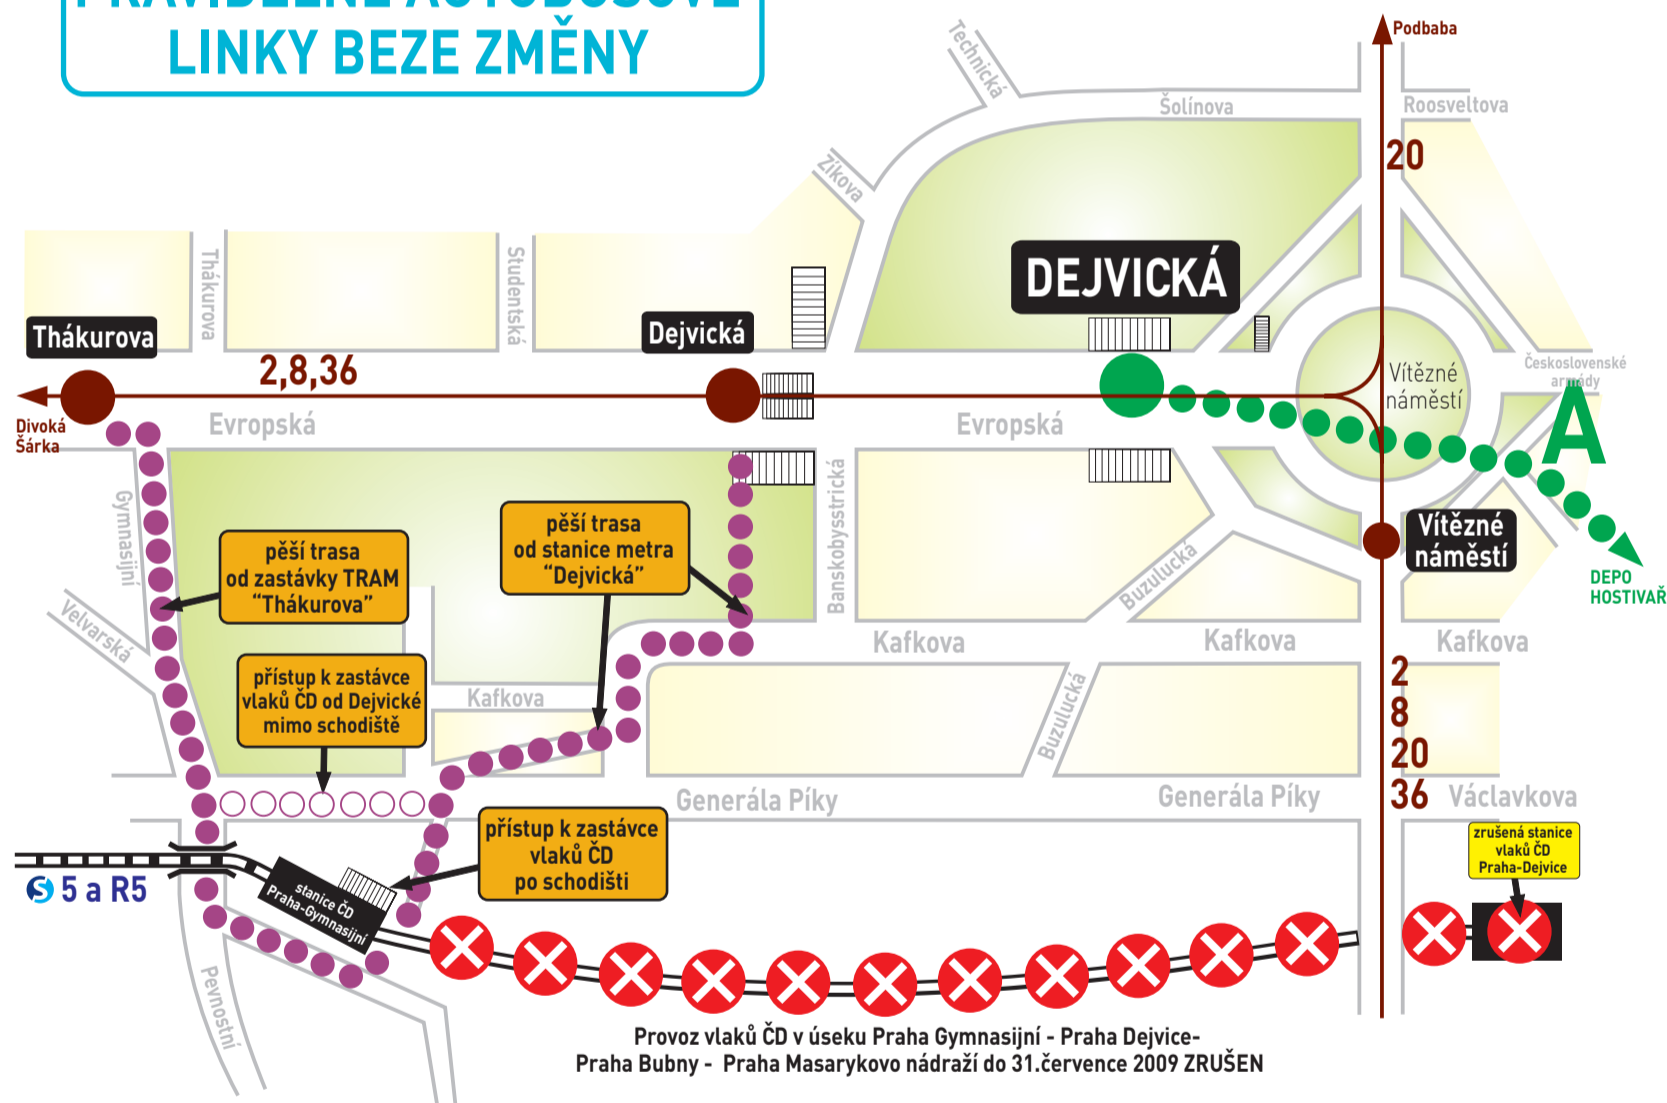 PRAVIDELNÉ AUTOBUSOVÉ
LINKY BEZE ZMĚNY
Podbaba
Technická
Šolínova
Roosveltova
20
Zikova
Thákurova
Studentská
DEJVICKÁ
Thákurova
Dejvická
2,8,36
Vítězné
náměstí
Československé
armády
A
Divoká
Šárka
Evropská
Evropská
Gymnasijní
Banskobysstrická
pěší trasa
od zastávky TRAM
“Thákurova”
pěší trasa
od stanice metra
“Dejvická”
Vítězné
náměstí
Buzulucká
DEPO
HOSTIVAŘ
Velvarská
Kafkova
Kafkova
Kafkova
přístup k zastávce
vlaků ČD od Dejvické
mimo schodiště
Kafkova
Buzulucká
2
8
20
36
Generála Píky
Generála Píky
Václavkova
přístup k zastávce
vlaků ČD
po schodišti
zrušená stanice
vlaků ČD
Praha-Dejvice
S 5 a R5
stanice ČD
Praha-Gymnasijní
Pevnostní
Provoz vlaků ČD v úseku Praha Gymnasijní - Praha Dejvice-
Praha Bubny - Praha Masarykovo nádraží do 31.července 2009 ZRUŠEN